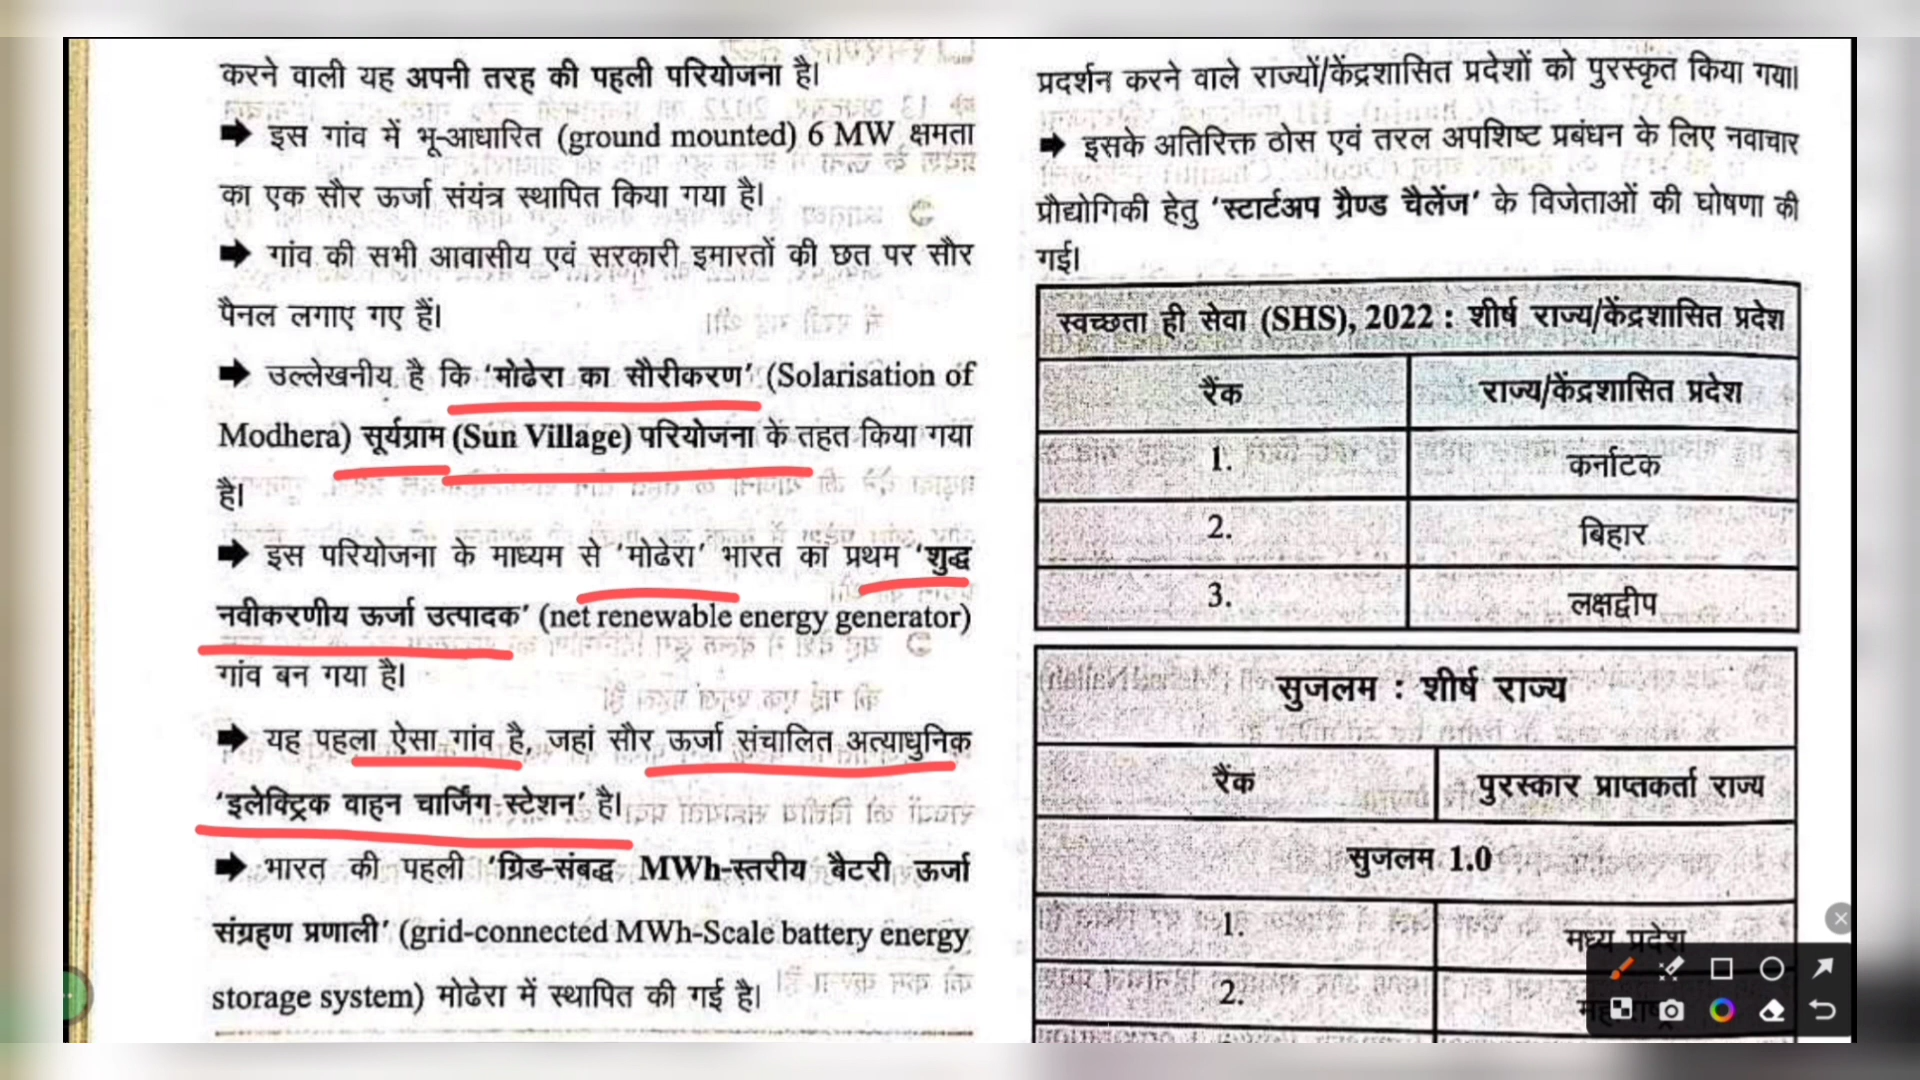 करने वाली यह अपनी तरह की पहली परियोजना है।
➡ इस गांव में भू-आधारित (ground mounted) 6 MW क्षमता
का एक सौर ऊर्जा संयंत्र स्थापित किया गया है।
➡ गांव की सभी आवासीय एवं सरकारी इमारतों की छत पर सौर
पैनल लगाए गए हैं।
➡ उल्लेखनीय है कि 'मोढेरा का सौरीकरण' (Solarisation of
Modhera) सूर्यग्राम (Sun Village) परियोजना के तहत किया गया
है।
➡ इस परियोजना के माध्यम से 'मोढेरा' भारत का प्रथम 'शुद्ध
नवीकरणीय ऊर्जा उत्पादक' (net renewable energy generator)
गांव बन गया है।
➡ यह पहला ऐसा गांव है, जहां सौर ऊर्जा संचालित अत्याधुनिक
'इलेक्ट्रिक वाहन चार्जिंग स्टेशन' है।
➡ भारत की पहली 'ग्रिड-संबद्ध MWh-स्तरीय बैटरी ऊर्जा
संग्रहण प्रणाली' (grid-connected MWh-Scale battery energy
storage system) मोढेरा में स्थापित की गई है।
प्रदर्शन करने वाले राज्यों/केंद्रशासित प्रदेशों को पुरस्कृत किया गया।
➡ इसके अतिरिक्त ठोस एवं तरल अपशिष्ट प्रबंधन के लिए नवाचार
प्रौद्योगिकी हेतु 'स्टार्टअप ग्रैण्ड चैलेंज' के विजेताओं की घोषणा की
गई।
स्वच्छता ही सेवा (SHS), 2022 : शीर्ष राज्य/केंद्रशासित प्रदेश
रैंक राज्य/केंद्रशासित प्रदेश
1. कर्नाटक
2. बिहार
3. लक्षद्वीप
सुजलम : शीर्ष राज्य
रैंक पुरस्कार प्राप्तकर्ता राज्य
सुजलम 1.0
1. मध्य प्रदेश
2.